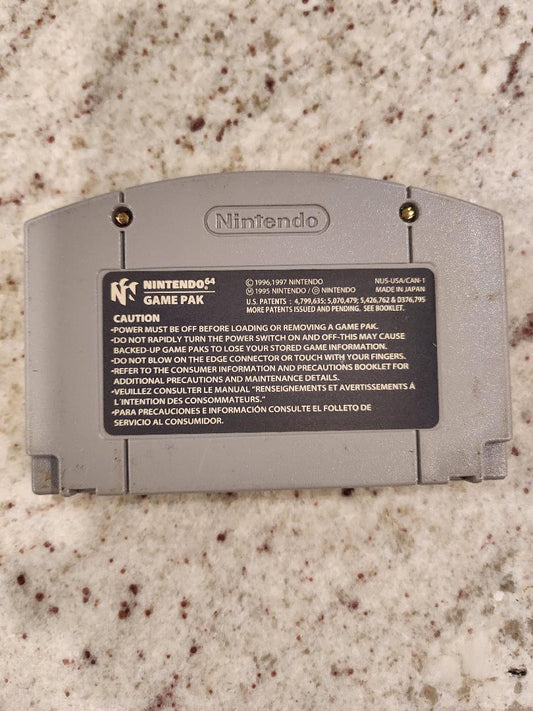 Nintendo
NINTENDO64
GAME PAK
© 1996,1997 NINTENDO
Ⓜ 1995 NINTENDO / Ⓓ NINTENDO
NUS-USA/CAN-1
MADE IN JAPAN
U.S. PATENTS : 4,799,635; 5,070,479; 5,426,762 & D376,795
MORE PATENTS ISSUED AND PENDING. SEE BOOKLET.
CAUTION
•POWER MUST BE OFF BEFORE LOADING OR REMOVING A GAME PAK.
•DO NOT RAPIDLY TURN THE POWER SWITCH ON AND OFF-THIS MAY CAUSE
BACKED-UP GAME PAKS TO LOSE YOUR STORED GAME INFORMATION.
•DO NOT BLOW ON THE EDGE CONNECTOR OR TOUCH WITH YOUR FINGERS.
•REFER TO THE CONSUMER INFORMATION AND PRECAUTIONS BOOKLET FOR
ADDITIONAL PRECAUTIONS AND MAINTENANCE DETAILS.
•VEUILLEZ CONSULTER LE MANUEL "RENSEIGNEMENTS ET AVERTISSEMENTS À
L'INTENTION DES CONSOMMATEURS."
•PARA PRECAUCIONES E INFORMACIÓN CONSULTE EL FOLLETO DE
SERVICIO AL CONSUMIDOR.